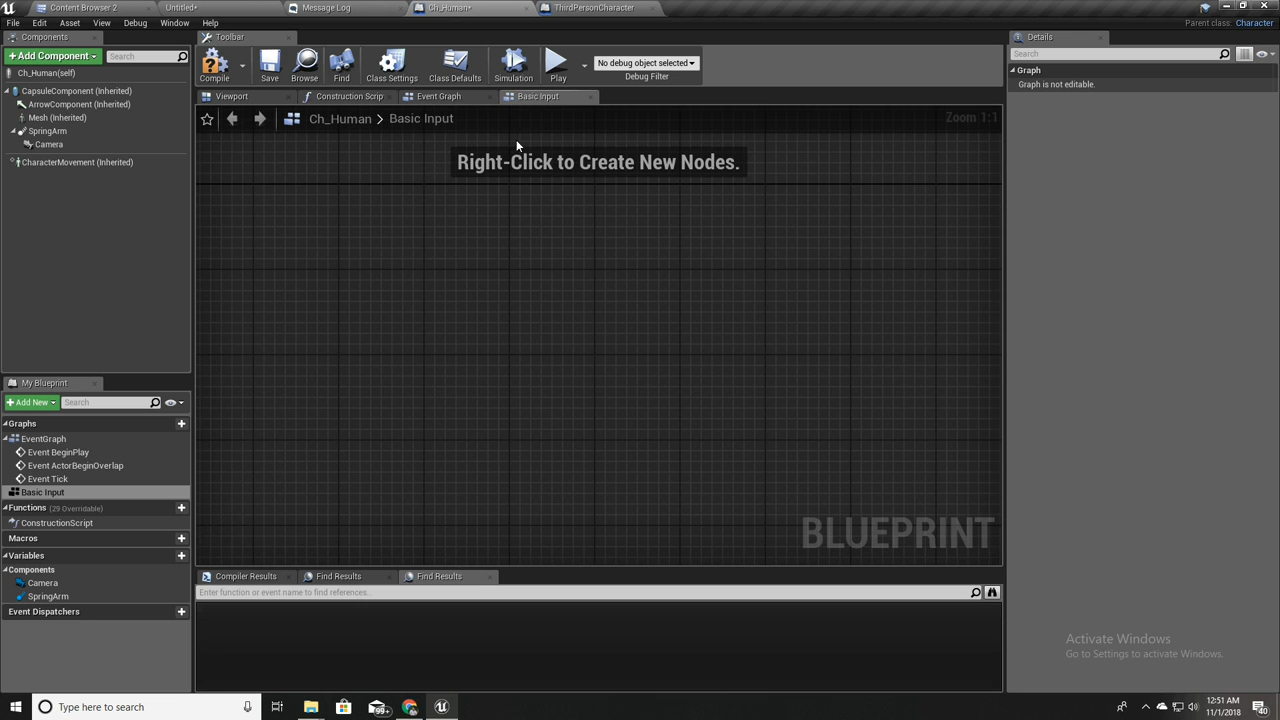 Content Browser 2
Untitled*
Message Log
Ch_Human*
ThirdPersonCharacter
File
Edit
Asset
View
Debug
Window
Help
Parent class: Character
Components
+Add Component
Search
Ch_Human(self)
CapsuleComponent (Inherited)
ArrowComponent (Inherited)
Mesh (Inherited)
SpringArm
Camera
CharacterMovement (Inherited)
Toolbar
Compile
Save
Browse
Find
Class Settings
Class Defaults
Simulation
Play
No debug object selected
Debug Filter
Viewport
Construction Scrip
Event Graph
Basic Input
Ch_Human > Basic Input
Zoom 1:1
Right-Click to Create New Nodes.
BLUEPRINT
Details
Search
Graph
Graph is not editable.
My Blueprint
+Add New
Search
Graphs
EventGraph
Event BeginPlay
Event ActorBeginOverlap
Event Tick
Basic Input
Functions (29 Overridable)
ConstructionScript
Macros
Variables
Components
Camera
SpringArm
Event Dispatchers
Compiler Results
Find Results
Find Results
Enter function or event name to find references...
Activate Windows
Go to Settings to activate Windows.
Type here to search
99+
12:51 AM
11/1/2018
40